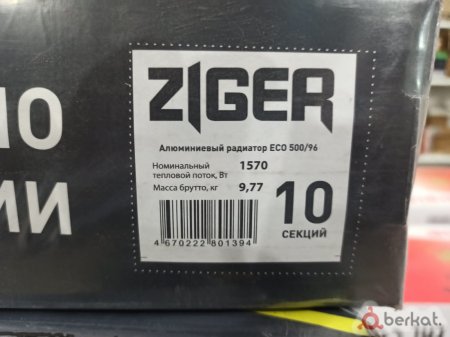 ZIGER
Алюминиевый радиатор ECO 500/96
Номинальный
тепловой поток, Вт
1570
Масса брутто, кг
9,77
10
СЕКЦИЙ
4 670222 801394
berkat.